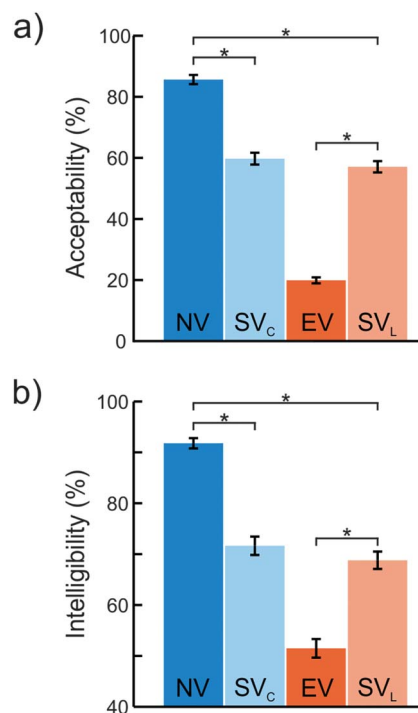 a)
*
*
*
100
80
60
40
20
0
Acceptability (%)
NV SVC EV SVL
b)
*
*
*
100
80
60
40
Intelligibility (%)
NV SVC EV SVL